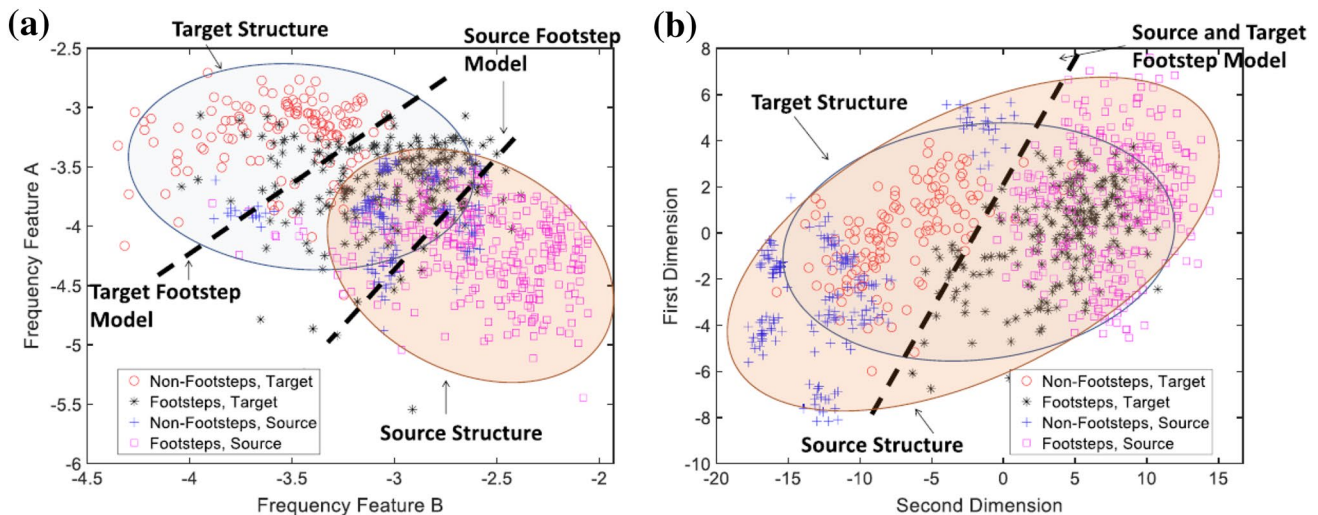 (a)
Target Structure
Source Footstep
Model
-2.5
-3
-3.5
-4
-4.5
-5
-5.5
-6
Frequency Feature A
Target Footstep
Model
Non-Footsteps, Target
Footsteps, Target
Non-Footsteps, Source
Footsteps, Source
Source Structure
-4.5
-4
-3.5
-3
-2.5
-2
Frequency Feature B
(b)
Source and Target
Footstep Model
Target Structure
8
6
4
2
0
-2
-4
-6
-8
-10
First Dimension
Non-Footsteps, Target
Footsteps, Target
Non-Footsteps, Source
Footsteps, Source
Source Structure
-20
-15
-10
-5
0
5
10
15
Second Dimension